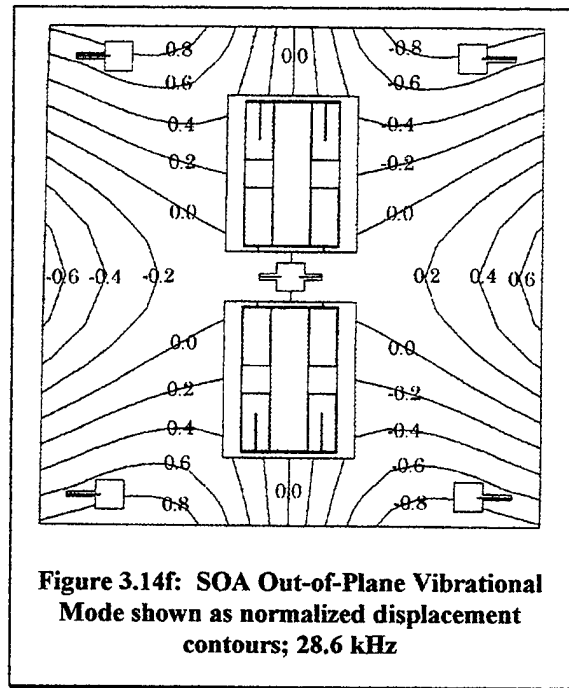 0.8 0.0 -0.8
0.6 -0.6
0.4 -0.4
0.2 -0.2
0.0 0.0
-0.6 -0.4 -0.2 0.2 0.4 0.6
0.0 0.0
0.2 -0.2
0.4 -0.4
0.6 -0.6
0.8 0.0 -0.8
Figure 3.14f: SOA Out-of-Plane Vibrational
Mode shown as normalized displacement
contours; 28.6 kHz